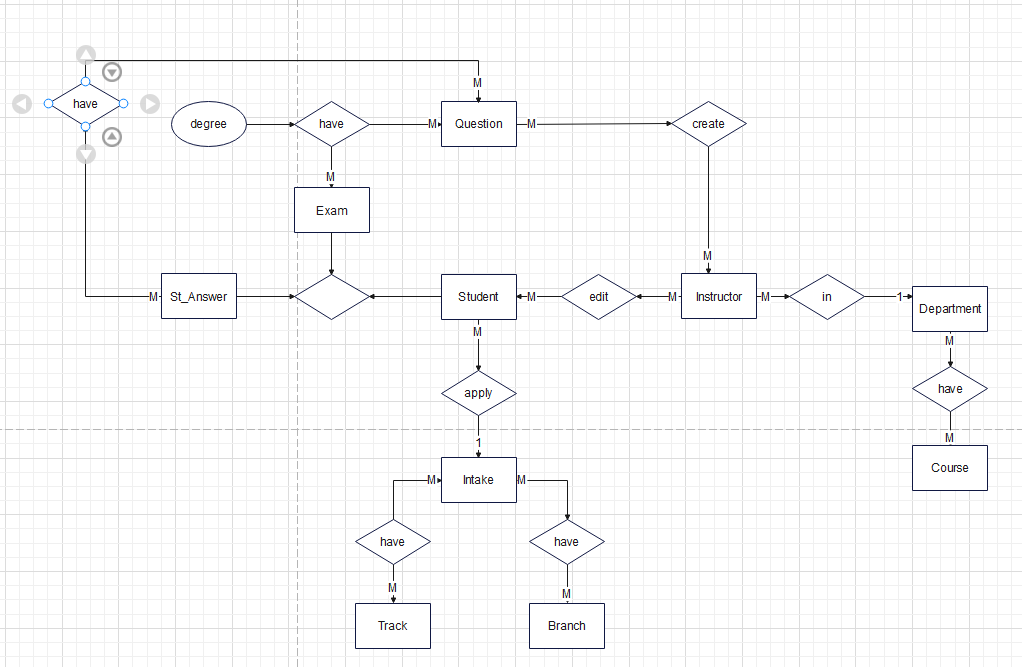 M
have
degree
have
M
Question
M
create
M
Exam
M
M
St_Answer
Student
M
edit
M
Instructor
M
in
1
Department
M
M
apply
have
1
M
M
Intake
M
Course
have
have
M
M
Track
Branch